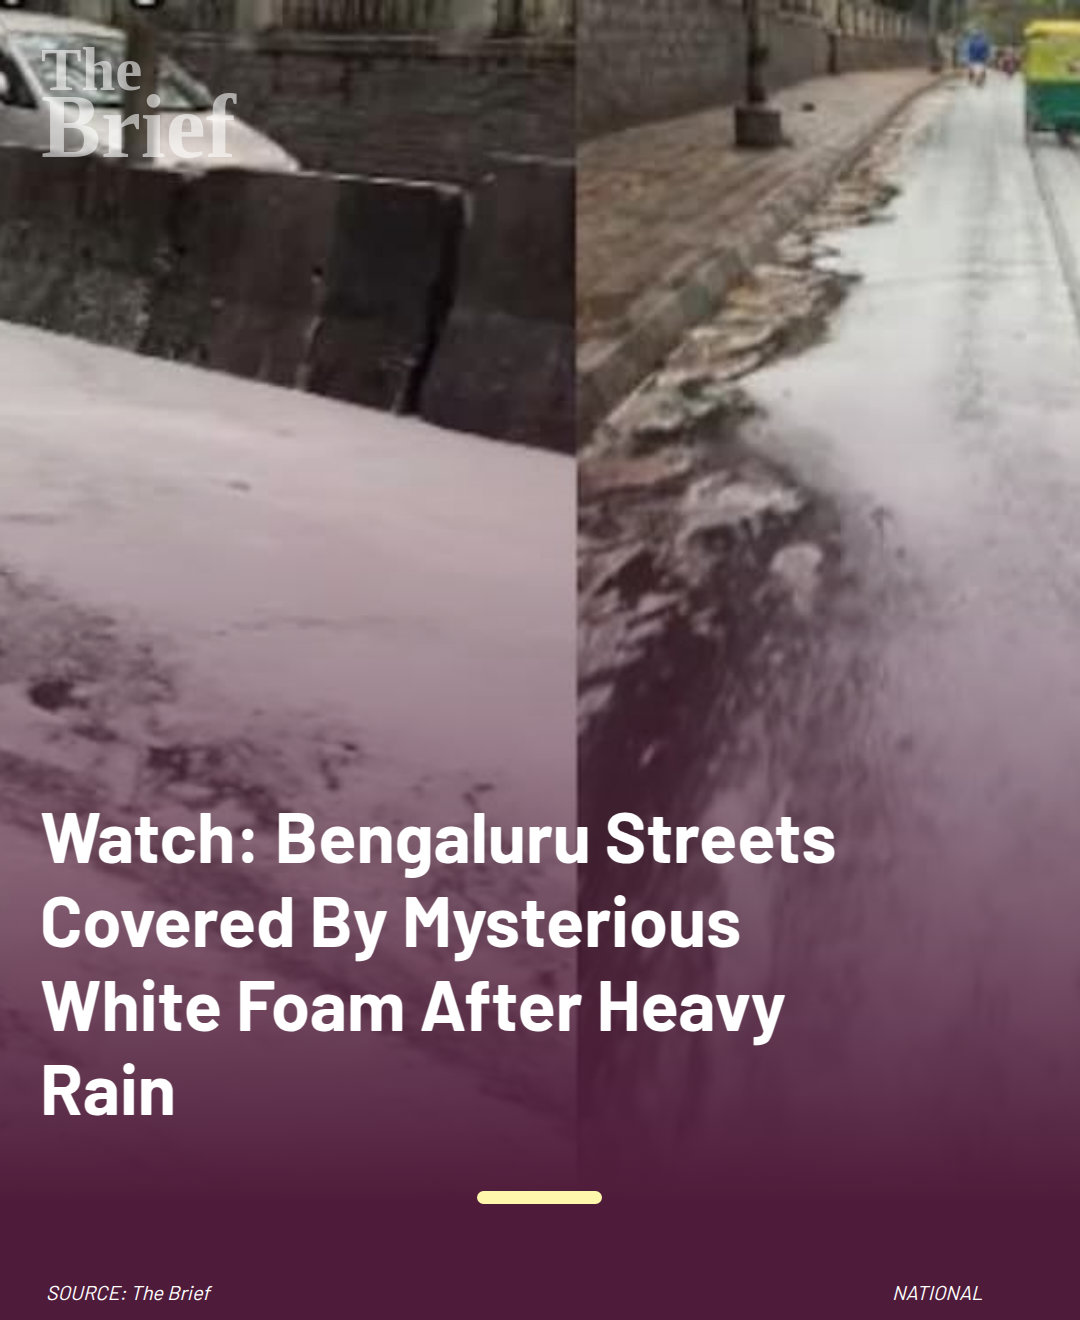 The
Brief
Watch: Bengaluru Streets
Covered By Mysterious
White Foam After Heavy
Rain
SOURCE: The Brief
NATIONAL